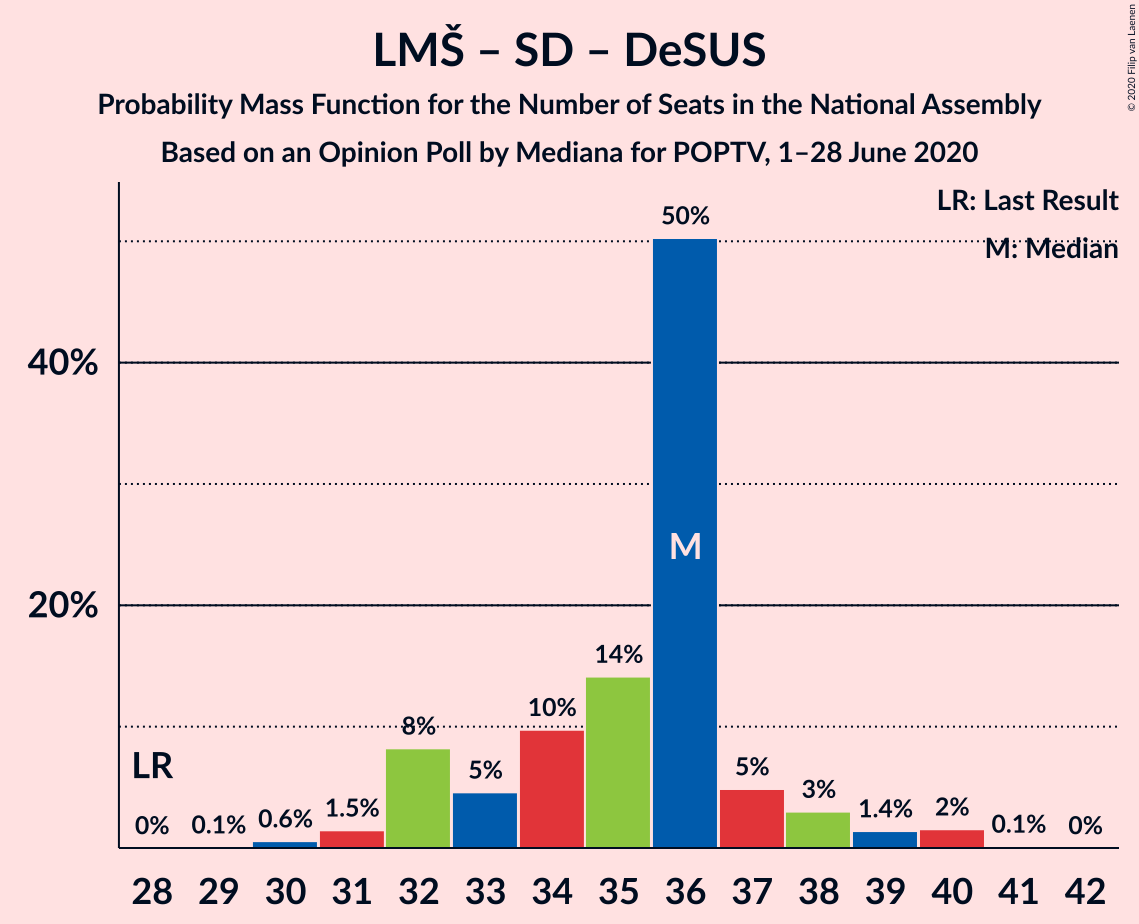 LMŠ – SD – DeSUS
Probability Mass Function for the Number of Seats in the National Assembly
Based on an Opinion Poll by Mediana for POPTV, 1–28 June 2020
© 2020 Filip van Laenen
LR: Last Result
M: Median
50%
40%
M
20%
14%
10%
8%
LR
5%
5%
3%
0%
0.1%
0.6%
1.5%
1.4%
2%
0.1%
0%
28 29 30 31 32 33 34 35 36 37 38 39 40 41 42